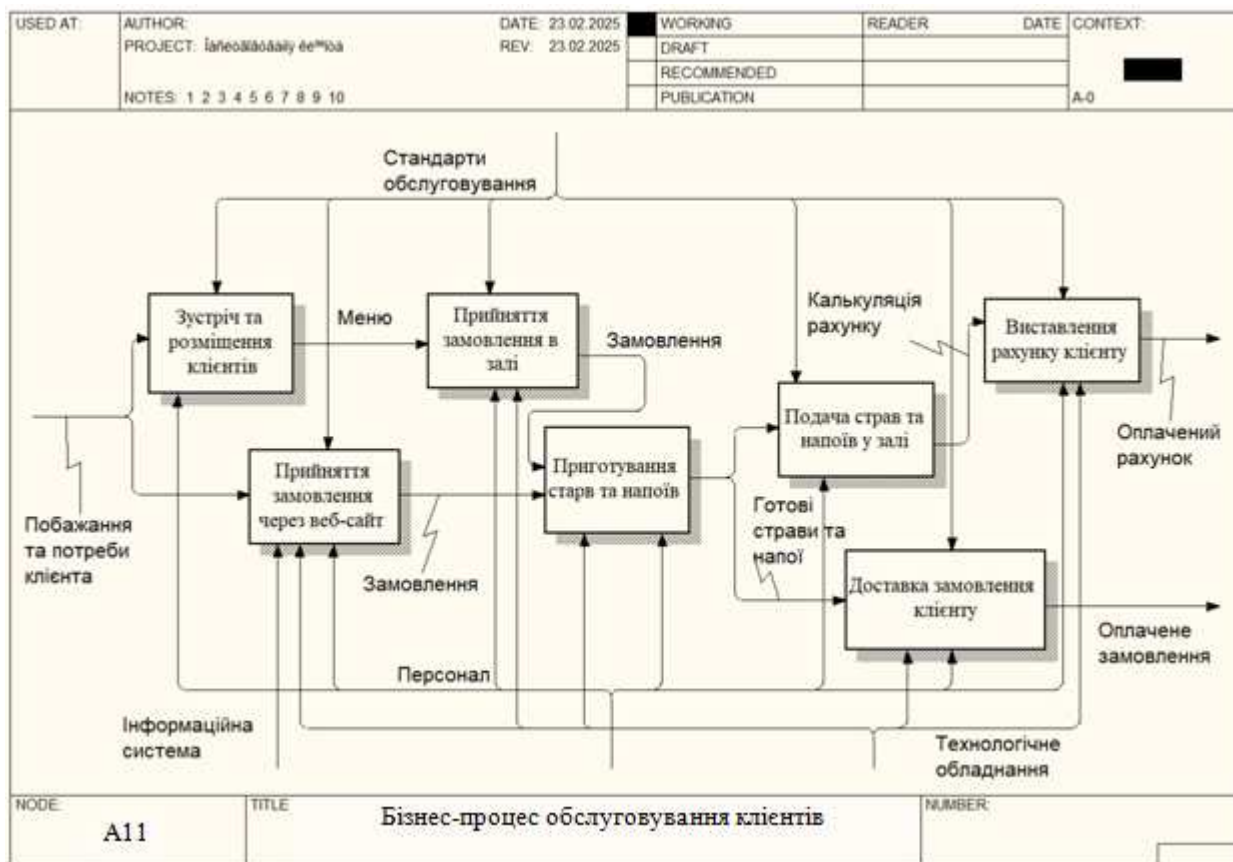 USED AT:
AUTHOR:
DATE: 23.02.2025
WORKING
READER
DATE
CONTEXT:
PROJECT:
REV: 23.02.2025
DRAFT
RECOMMENDED
NOTES: 1 2 3 4 5 6 7 8 9 10
PUBLICATION
A-0
Стандарти
обслуговування
Зустріч та
розміщення
клієнтів
Меню
Прийняття
замовлення в
залі
Замовлення
Калькуляція
рахунку
Виставлення
рахунку клієнту
Оплачений
рахунок
Подача страв та
напоїв у залі
Прийняття
замовлення
через веб-сайт
Приготування
старв та напоїв
Побажання
та потреби
клієнта
Замовлення
Готові
страви та
напої
Доставка замовлення
клієнту
Оплачене
замовлення
Персонал
Інформаційна
система
Технологічне
обладнання
NODE:
A11
TITLE
Бізнес-процес обслуговування клієнтів
NUMBER: